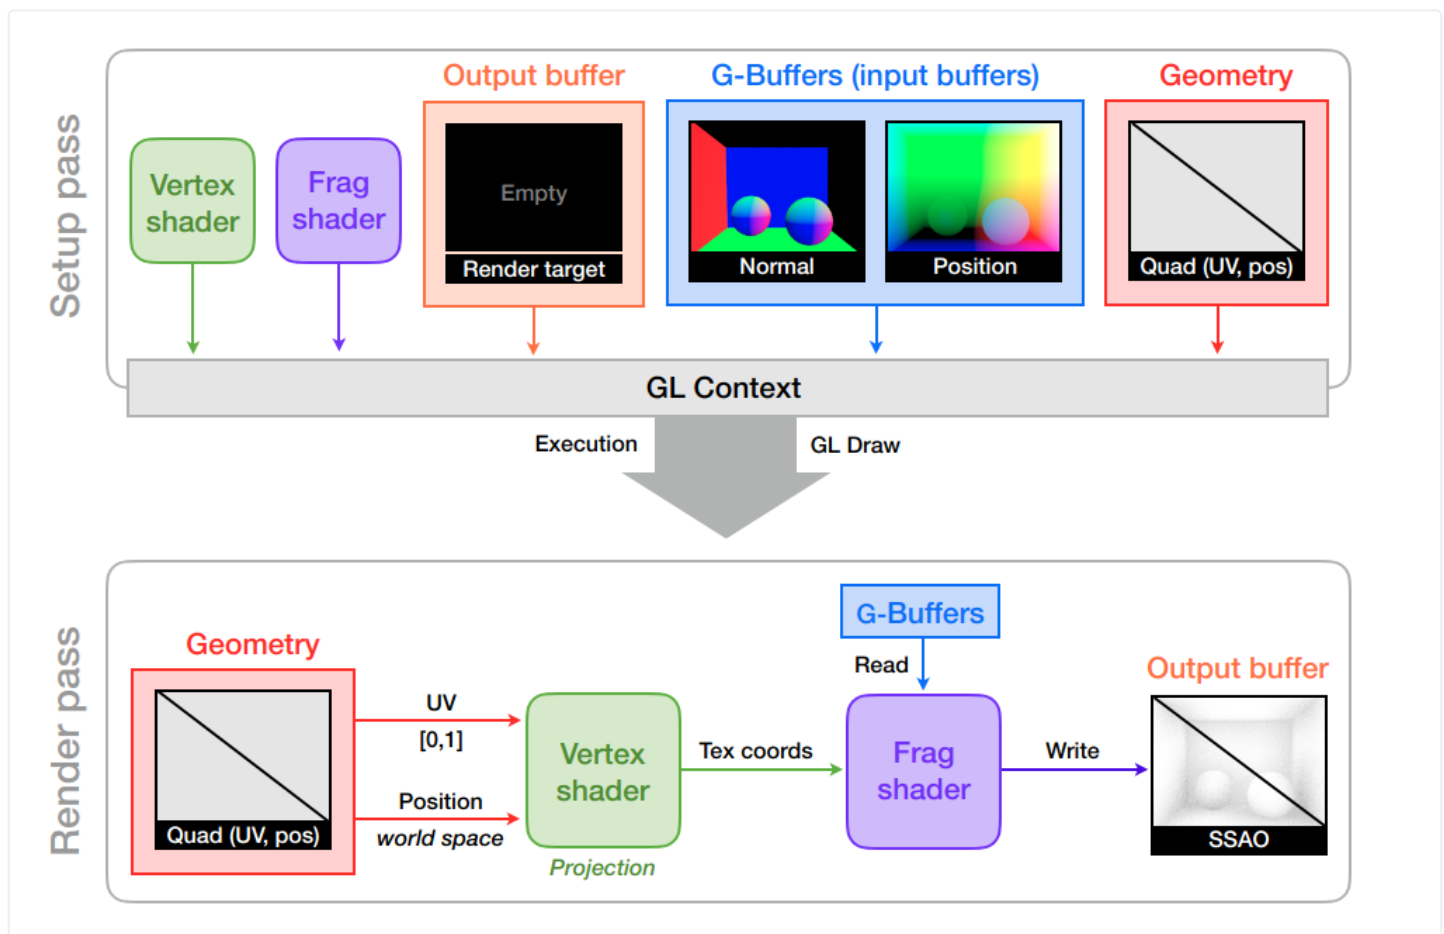 Setup pass
Output buffer
G-Buffers (input buffers)
Geometry
Vertex
shader
Frag
shader
Empty
Render target
Normal
Position
Quad (UV, pos)
GL Context
Execution
GL Draw
Render pass
Geometry
Quad (UV, pos)
UV
[0,1]
Position
world space
Vertex
shader
Projection
Tex coords
G-Buffers
Read
Frag
shader
Write
Output buffer
SSAO